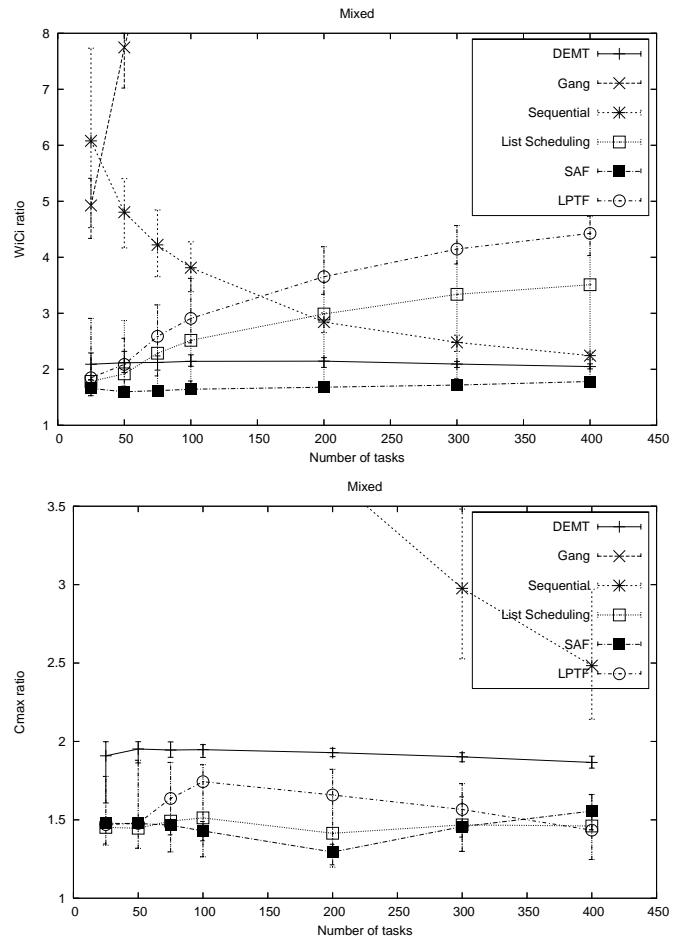 Mixed
8
7
6
5
4
3
2
1
WiCi ratio
DEMT
Gang
Sequential
List Scheduling
SAF
LPTF
0 50 100 150 200 250 300 350 400 450
Number of tasks
Mixed
3.5
3
2.5
2
1.5
1
Cmax ratio
DEMT
Gang
Sequential
List Scheduling
SAF
LPTF
0 50 100 150 200 250 300 350 400 450
Number of tasks